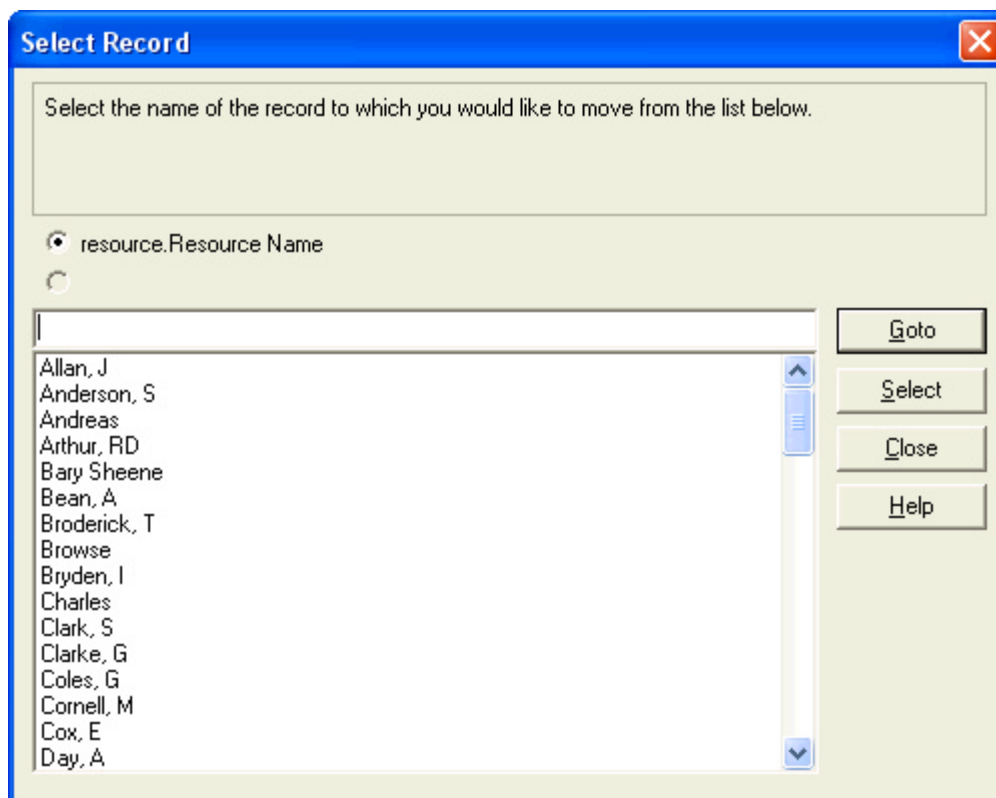 Select Record
Select the name of the record to which you would like to move from the list below.
resource.Resource Name
Goto
Allan, J
Anderson, S
Select
Andreas
Arthur, RD
Close
Bary Sheene
Bean, A
Help
Broderick, T
Browse
Bryden, I
Charles
Clark, S
Clarke, G
Coles, G
Cornell, M
Cox, E
Day, A